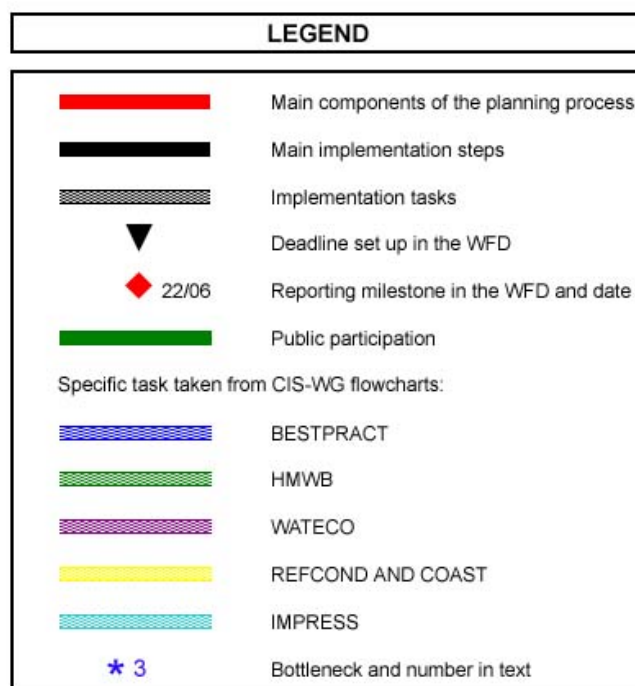 LEGEND
Main components of the planning process
Main implementation steps
Implementation tasks
Deadline set up in the WFD
22/06 Reporting milestone in the WFD and date
Public participation
Specific task taken from CIS-WG flowcharts:
BESTPRACT
HMWB
WATECO
REFCOND AND COAST
IMPRESS
* 3 Bottleneck and number in text